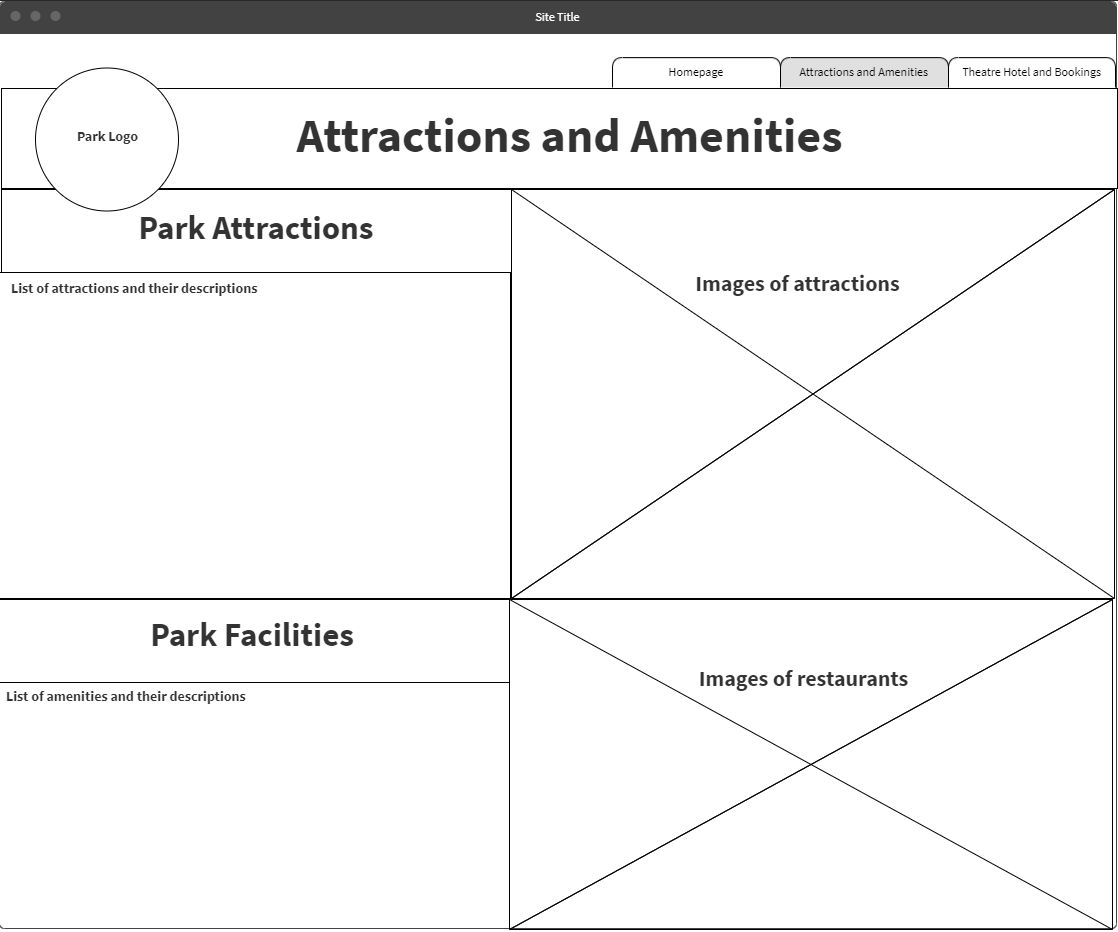 Site Title
Homepage
Attractions and Amenities
Theatre Hotel and Bookings
Park Logo
Attractions and Amenities
Park Attractions
List of attractions and their descriptions
Images of attractions
Park Facilities
List of amenities and their descriptions
Images of restaurants